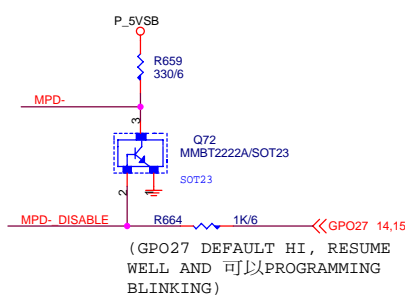 P_5VSB
R659
330/6
MPD-
3
Q72
MMBT2222A/SOT23
SOT23
2
MPD-_DISABLE
R664
1K/6
GPO27 14,15
(GPO27 DEFAULT HI, RESUME
WELL AND 可以PROGRAMMING
BLINKING)